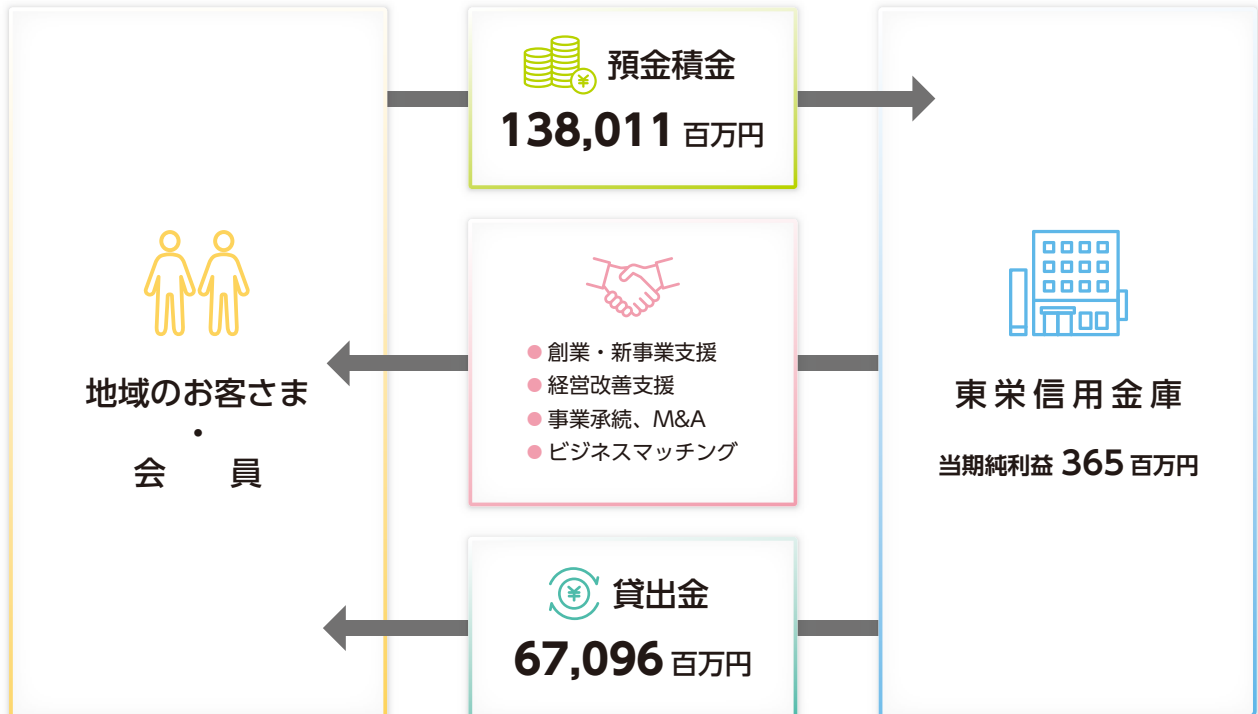 預金積金
138,011 百万円
地域のお客さま
・
会　員
● 創業・新事業支援
● 経営改善支援
● 事業承続、M&A
● ビジネスマッチング
東栄信用金庫
当期純利益 365 百万円
貸出金
67,096 百万円